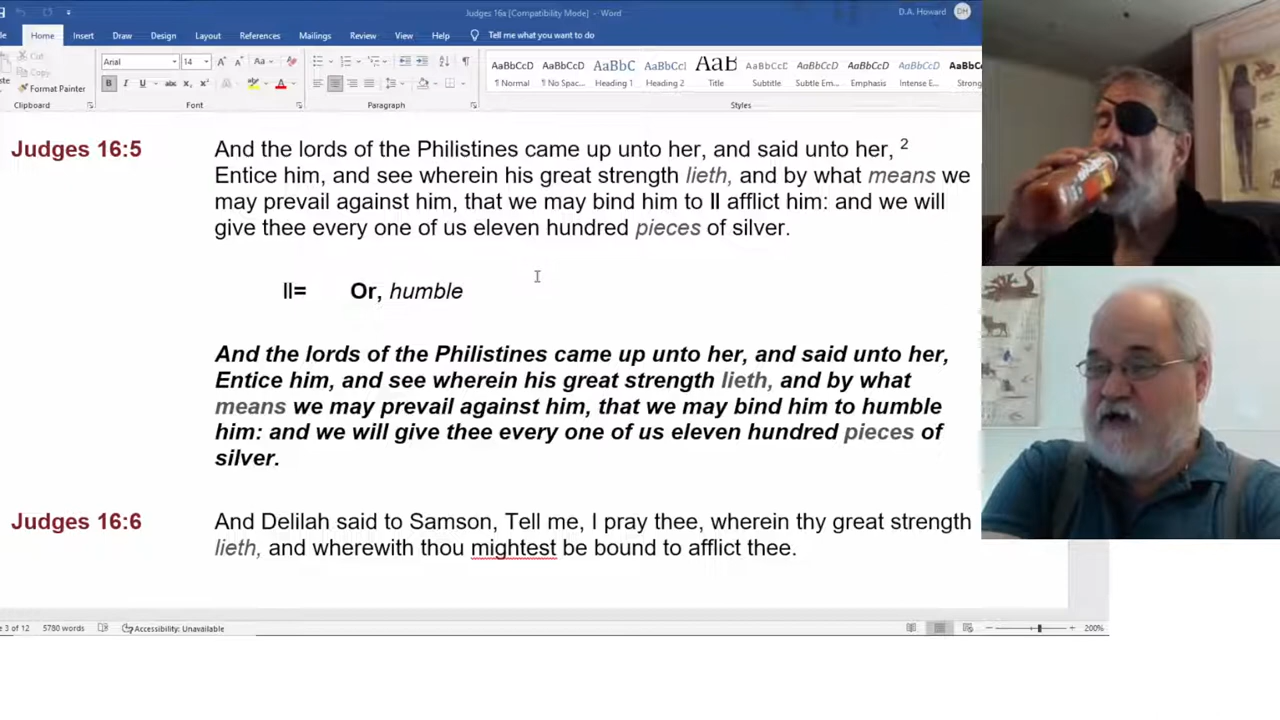 Judges 16a [Compatibility Mode] - Word
D.A. Howard DH
Home Insert Draw Design Layout References Mailings Review View Help Tell me what you want to do
Cut
Copy
Format Painter
Clipboard
Arial 14
Font
Paragraph
AaBbCcD AaBbCcD AaBbC AaBbCcl AaB AaBbCcD AaBbCcD AaBbCcD AaBbCcD AaBbCc
¶ Normal ¶ No Spac... Heading 1 Heading 2 Title Subtitle Subtle Em... Emphasis Intense E... Strong
Styles
Judges 16:5 And the lords of the Philistines came up unto her, and said unto her, 2
Entice him, and see wherein his great strength lieth, and by what means we
may prevail against him, that we may bind him to II afflict him: and we will
give thee every one of us eleven hundred pieces of silver.
II= Or, humble
And the lords of the Philistines came up unto her, and said unto her,
Entice him, and see wherein his great strength lieth, and by what
means we may prevail against him, that we may bind him to humble
him: and we will give thee every one of us eleven hundred pieces of
silver.
Judges 16:6 And Delilah said to Samson, Tell me, I pray thee, wherein thy great strength
lieth, and wherewith thou mightest be bound to afflict thee.
3 of 12 5780 words Accessibility: Unavailable 200%